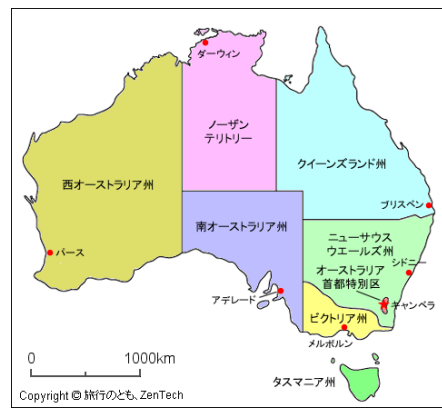 ダーウィン
ノーザン
テリトリー
クイーンズランド州
西オーストラリア州
ブリスベン
南オーストラリア州
ニューサウス
ウエールズ州
シドニー
パース
オーストラリア
首都特別区
アデレード
キャンベラ
ビクトリア州
メルボルン
0 1000km
タスマニア州
Copyright © 旅行のとも、ZenTech